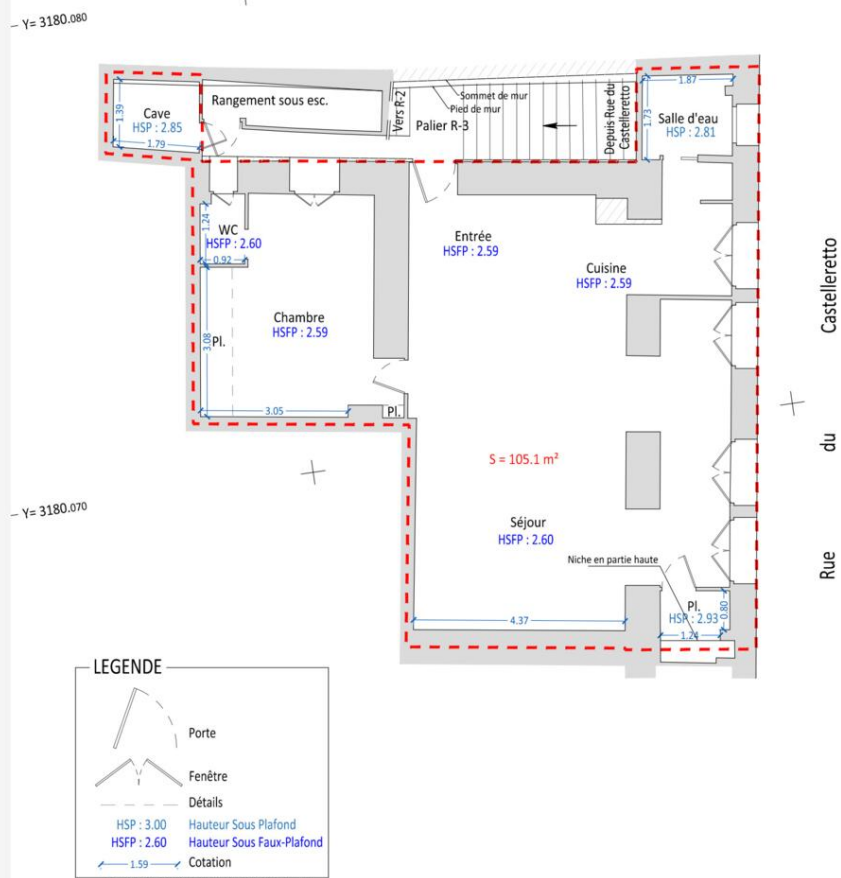 Y= 3180.080
Cave
HSP : 2.85
1.39
1.79
Rangement sous esc.
Vers R-2
Sommet de mur
Pied de mur
Palier R-3
Depuis Rue du
Castelleretto
1.87
1.73
Salle d'eau
HSP : 2.81
WC
HSFP : 2.60
1.24
0.92
Entrée
HSFP : 2.59
Cuisine
HSFP : 2.59
Chambre
HSFP : 2.59
3.08
Pl.
3.05
Pl.
S = 105.1 m²
Y= 3180.070
Séjour
HSFP : 2.60
Niche en partie haute
Pl.
HSP : 2.93
0.80
1.24
4.37
Rue du Castelleretto
LEGENDE
Porte
Fenêtre
Détails
HSP : 3.00 Hauteur Sous Plafond
HSFP : 2.60 Hauteur Sous Faux-Plafond
1.59 Cotation